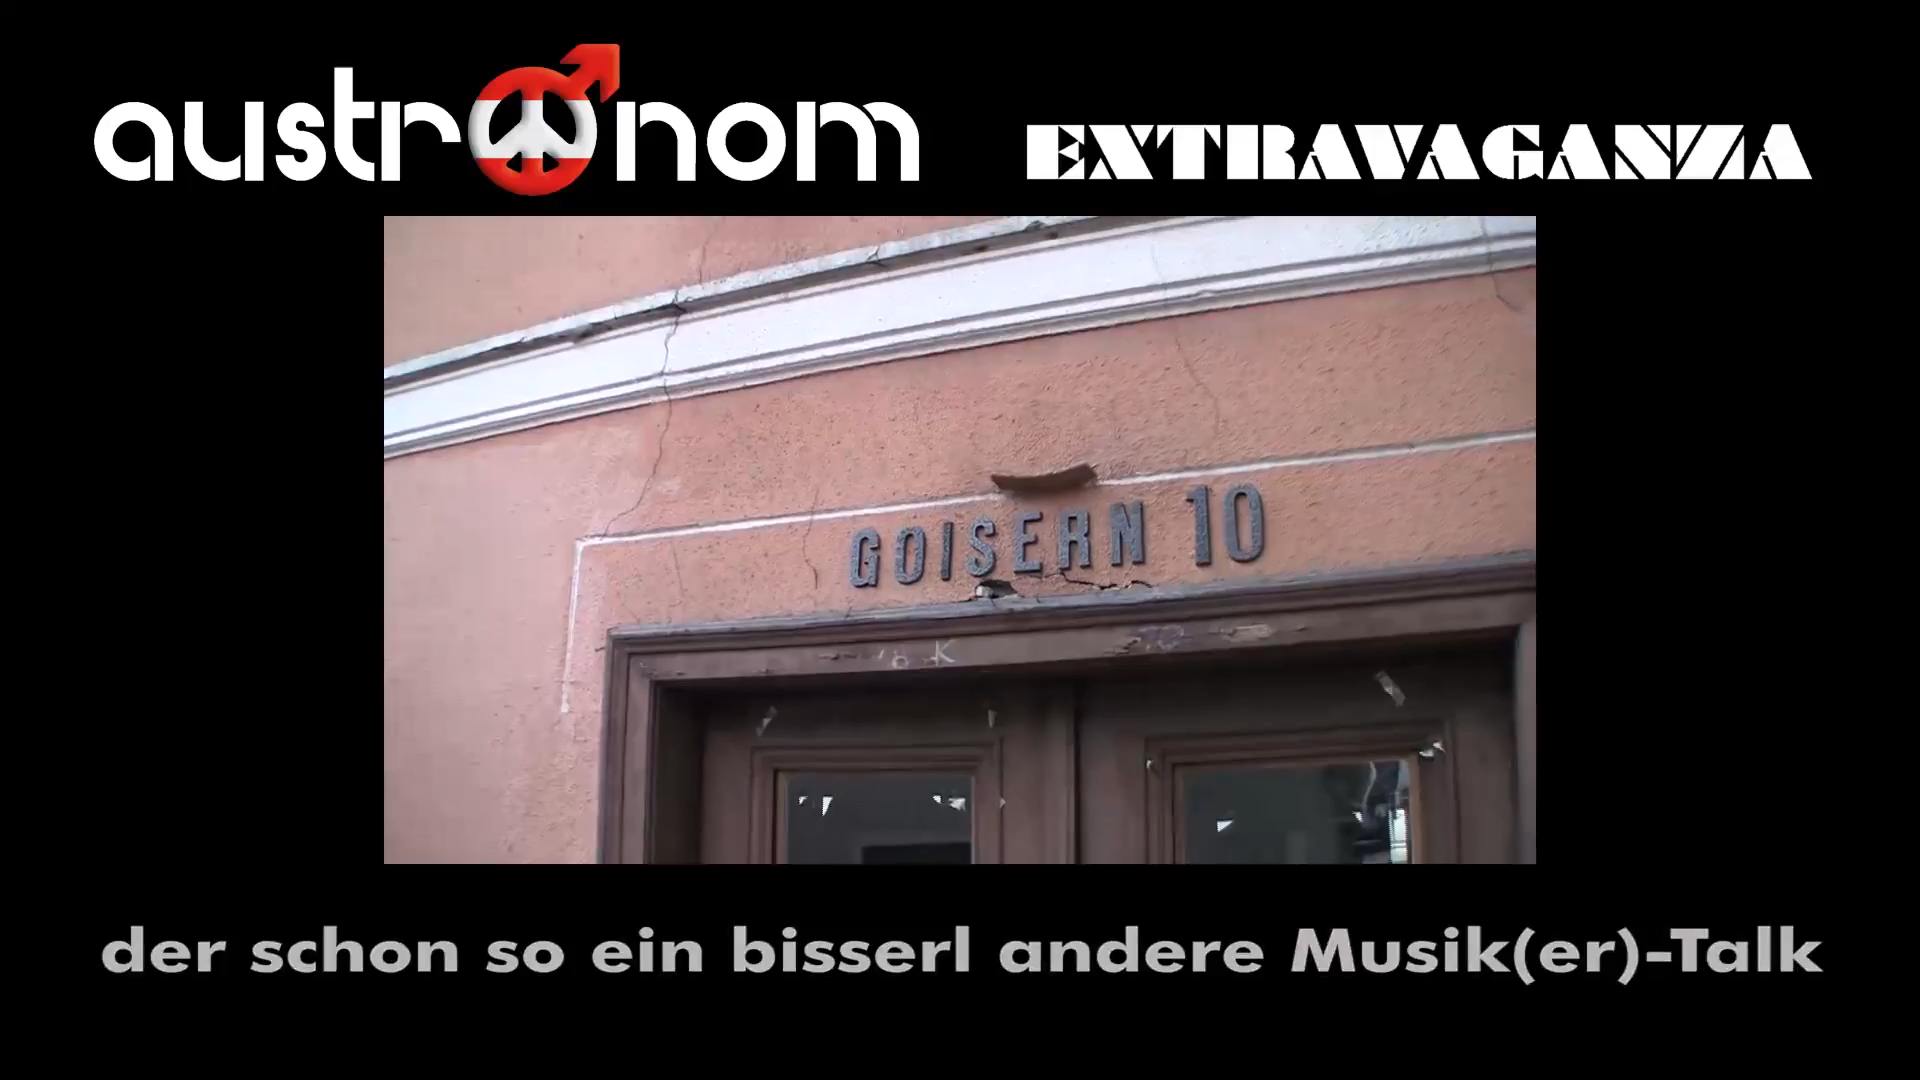 austronom
EXTRAVAGANZA
GOISERN 10
K
der schon so ein bisserl andere Musik(er)-Talk